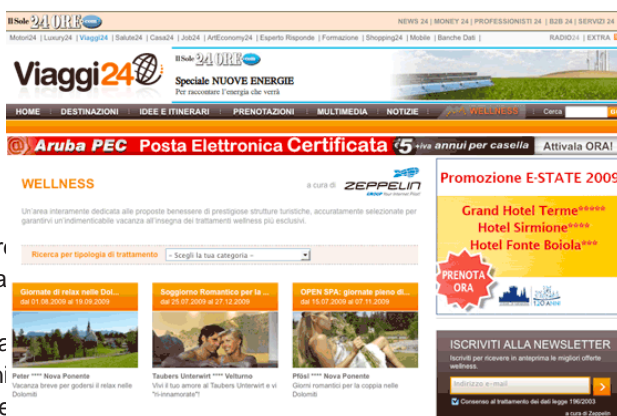 Il Sole 24 ORE.com
NEWS 24 | MONEY 24 | PROFESSIONISTI 24 | B2B 24 | SERVIZI 24
Motori24 | Luxury24 | Viaggi24 | Salute24 | Casa24 | Job24 | ArtEconomy24 | Esperto Risponde | Formazione | Shopping24 | Mobile | Banche Dati |
RADIO24 | EXTRA
Viaggi24
Il Sole 24 ORE.com
Speciale NUOVE ENERGIE
Per raccontare l'energia che verrà
HOME DESTINAZIONI IDEE E ITINERARI PRENOTAZIONI MULTIMEDIA NOTIZIE WELLNESS Cerca
Aruba PEC Posta Elettronica Certificata €5 +iva annui per casella Attivala ORA!
WELLNESS
a cura di ZEPPELIN
GROUP Your Internet Fuel
Un'area interamente dedicata alle proposte benessere di prestigiose strutture turistiche, accuratamente selezionate per
garantirvi un'indimenticabile vacanza all'insegna dei trattamenti wellness più esclusivi.
Ricerca per tipologia di trattamento - Scegli la tua categoria -
Giornate di relax nelle Dol...
dal 01.08.2009 al 19.09.2009
Peter **** Nova Ponente
Vacanza breve per godersi il relax nelle
Dolomiti
Soggiorno Romantico per la ...
dal 25.07.2009 al 27.12.2009
Taubers Unterwirt **** Velturno
Vivi il tuo amore al Taubers Unterwirt e vi
"ri-innamorate"!
OPEN SPA: giornate pieno di...
dal 15.07.2009 al 07.11.2009
Pfösl **** Nova Ponente
Giorni romantici per la coppia nelle
Dolomiti
Promozione E-STATE 2009
Grand Hotel Terme*****
Hotel Sirmione****
Hotel Fonte Boiola***
PRENOTA
ORA
120 ANNI
ISCRIVITI ALLA NEWSLETTER
Iscriviti per ricevere in anteprima le migliori offerte
wellness.
Indirizzo e-mail
Consenso al trattamento dei dati legge 196/2003
a cura di Zeppelin